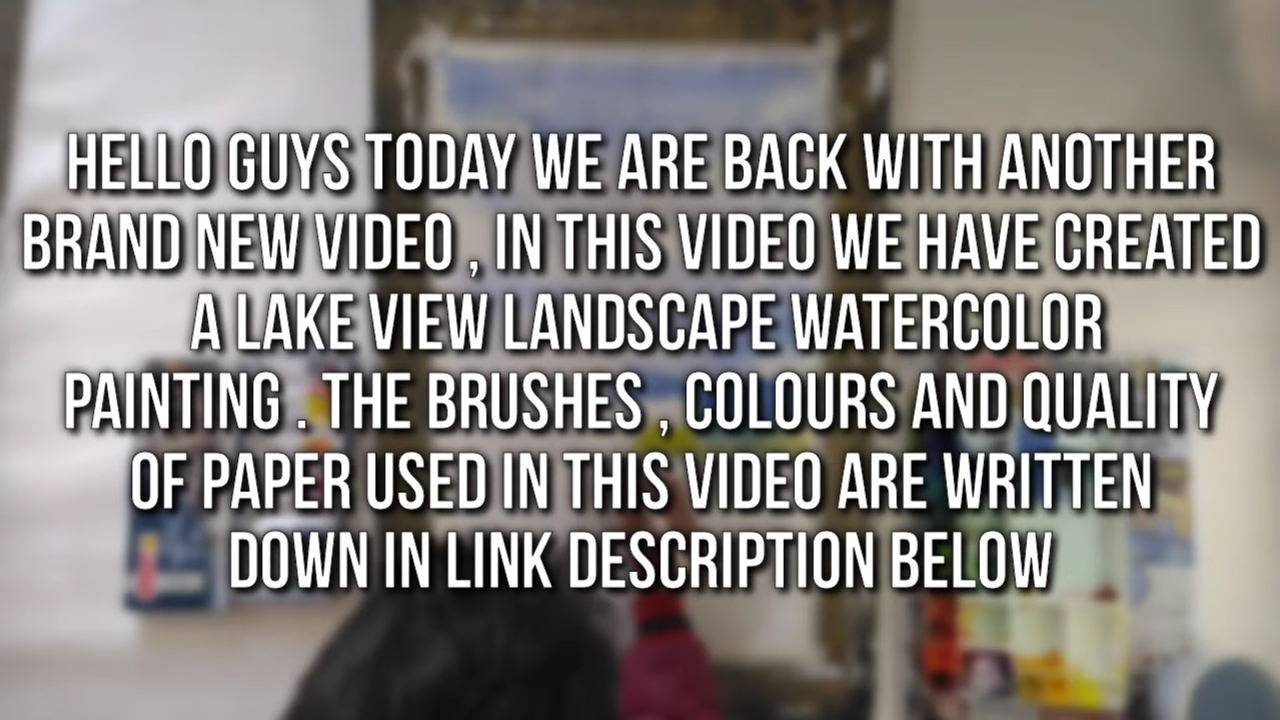 HELLO GUYS TODAY WE ARE BACK WITH ANOTHER
BRAND NEW VIDEO , IN THIS VIDEO WE HAVE CREATED
A LAKE VIEW LANDSCAPE WATERCOLOR
PAINTING . THE BRUSHES , COLOURS AND QUALITY
OF PAPER USED IN THIS VIDEO ARE WRITTEN
DOWN IN LINK DESCRIPTION BELOW